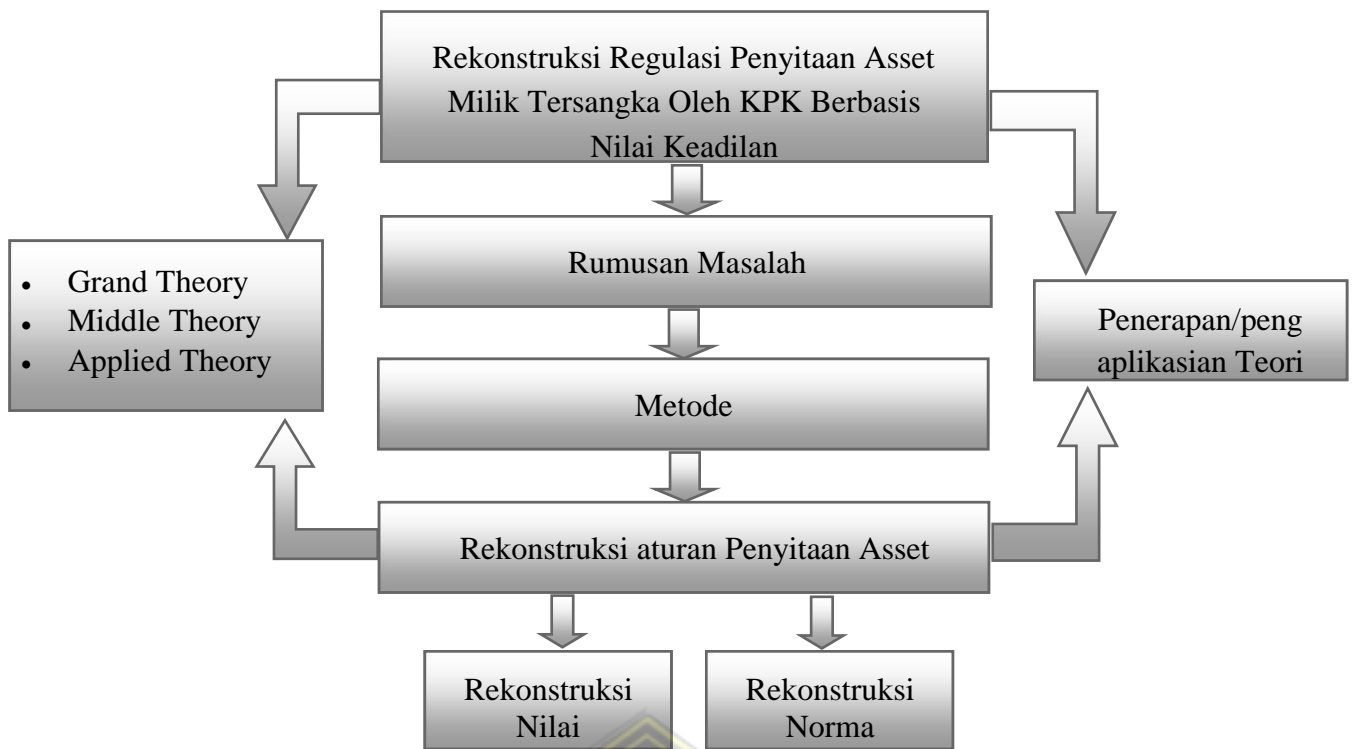 Rekonstruksi Regulasi Penyitaan Asset
Milik Tersangka Oleh KPK Berbasis
Nilai Keadilan
Rumusan Masalah
• Grand Theory
• Middle Theory
• Applied Theory
Penerapan/peng
aplikasian Teori
Metode
Rekonstruksi aturan Penyitaan Asset
Rekonstruksi
Nilai
Rekonstruksi
Norma